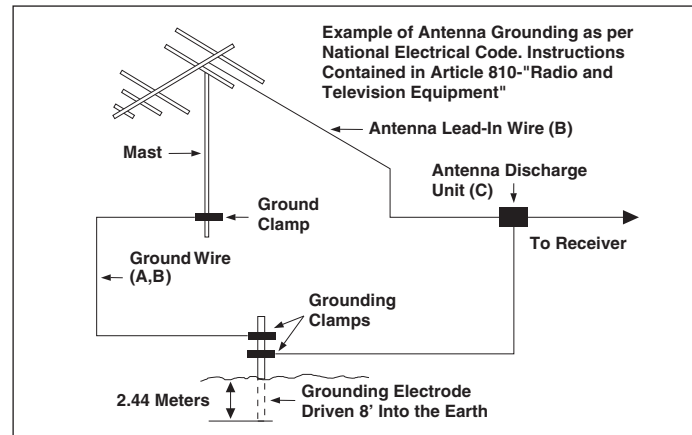 Example of Antenna Grounding as per
National Electrical Code. Instructions
Contained in Article 810-"Radio and
Television Equipment"
Antenna Lead-In Wire (B)
Mast
Antenna Discharge
Unit (C)
Ground
Clamp
To Receiver
Ground Wire
(A,B)
Grounding
Clamps
2.44 Meters
Grounding Electrode
Driven 8' Into the Earth